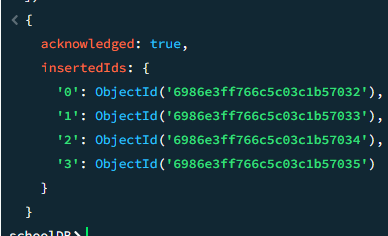 {
acknowledged: true,
insertedIds: {
'0': ObjectId('6986e3ff766c5c03c1b57032'),
'1': ObjectId('6986e3ff766c5c03c1b57033'),
'2': ObjectId('6986e3ff766c5c03c1b57034'),
'3': ObjectId('6986e3ff766c5c03c1b57035')
}
}
schoolDB>